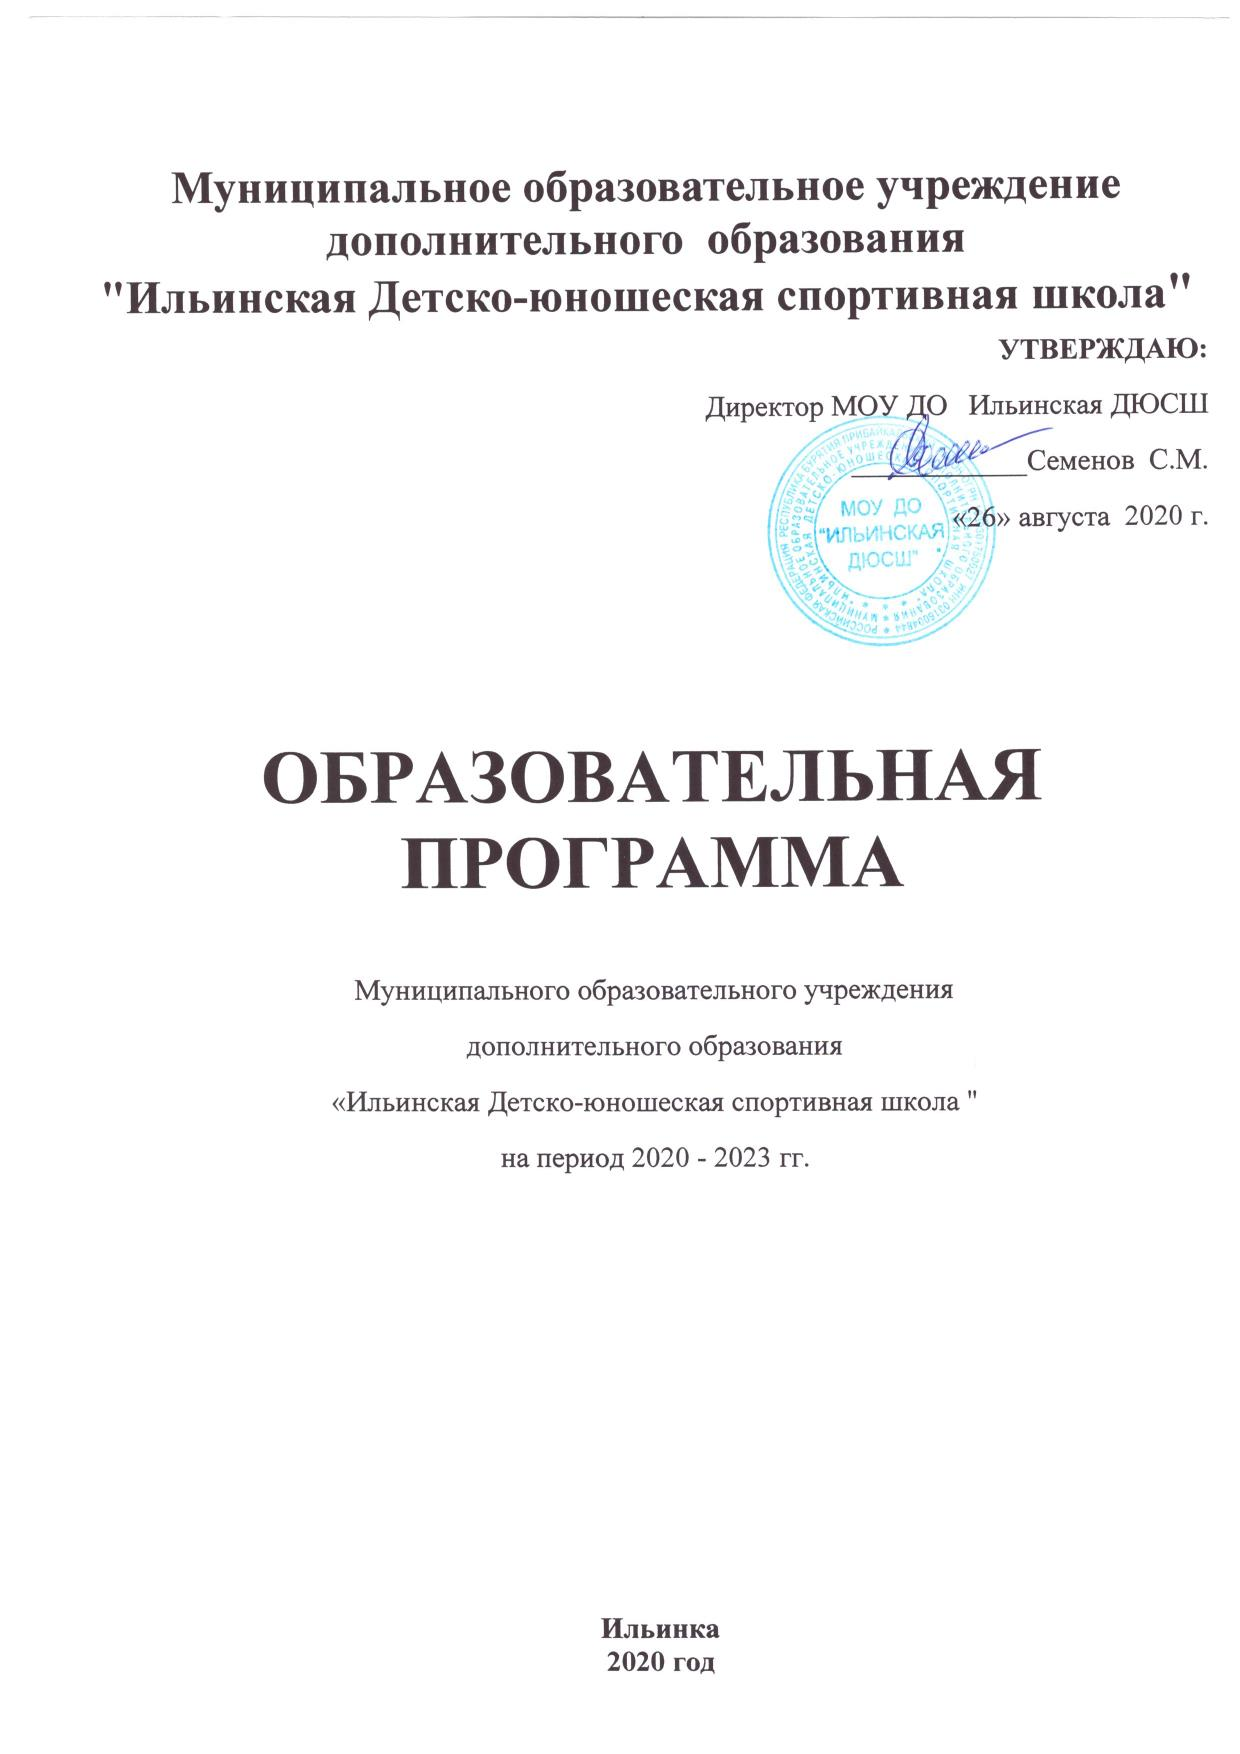 Муниципальное образовательное учреждение
дополнительного образования
"Ильинская Детско-юношеская спортивная школа"
УТВЕРЖДАЮ:
Директор МОУ ДО Ильинская ДЮСШ
Семенов С.М.
«26» августа 2020 г.
МОУ ДО
"ИЛЬИНСКАЯ
ДЮСШ"
ОБРАЗОВАТЕЛЬНАЯ
ПРОГРАММА
Муниципального образовательного учреждения
дополнительного образования
«Ильинская Детско-юношеская спортивная школа "
на период 2020 - 2023 гг.
Ильинка
2020 год